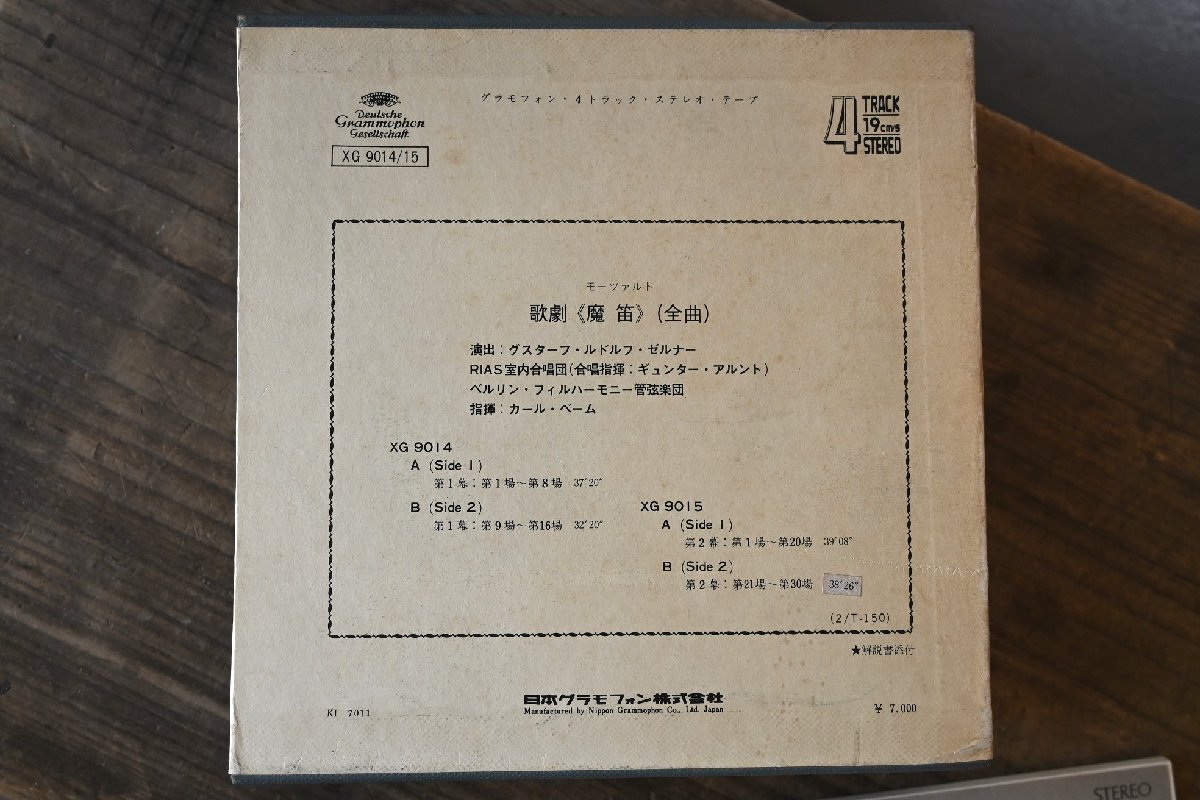 Deutsche
Grammophon
Gesellschaft
XG 9014/15
グラモフォン・4トラック・ステレオ・テープ
4 TRACK
19cm/s
STEREO
モーツァルト
歌劇《魔 笛》(全曲)
演出:グスターフ・ルドルフ・ゼルナー
RIAS室内合唱団(合唱指揮:ギュンター・アルント)
ベルリン・フィルハーモニー管弦楽団
指揮:カール・ベーム
XG 9014
A (Side 1)
第1幕:第1場~第8場 37′20″
B (Side 2)
第1幕:第9場~第16場 32′20″
XG 9015
A (Side 1)
第2幕:第1場~第20場 39′08″
B (Side 2)
第2幕:第21場~第30場 38′26″
(2/T-150)
★解説書添付
日本グラモフォン株式会社
Manufactured by Nippon Grammophon Co., Ltd. Japan
KI 7011
¥ 7,000
STEREO